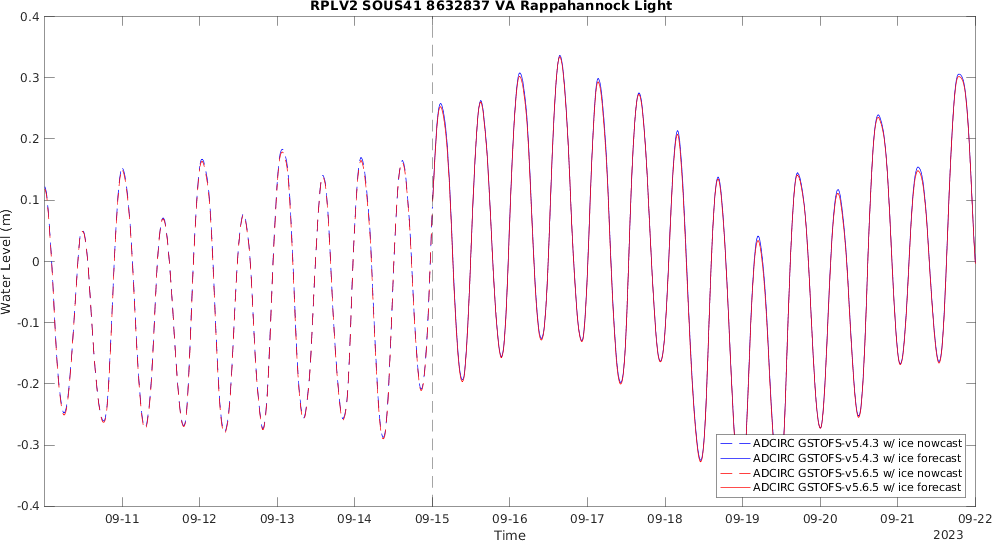 RPLV2 SOUS41 8632837 VA Rappahannock Light
0.4
0.3
0.2
0.1
0
-0.1
-0.2
-0.3
-0.4
Water Level (m)
ADCIRC GSTOFS-v5.4.3 w/ ice nowcast
ADCIRC GSTOFS-v5.4.3 w/ ice forecast
ADCIRC GSTOFS-v5.6.5 w/ ice nowcast
ADCIRC GSTOFS-v5.6.5 w/ ice forecast
09-11 09-12 09-13 09-14 09-15 09-16 09-17 09-18 09-19 09-20 09-21 09-22
Time
2023